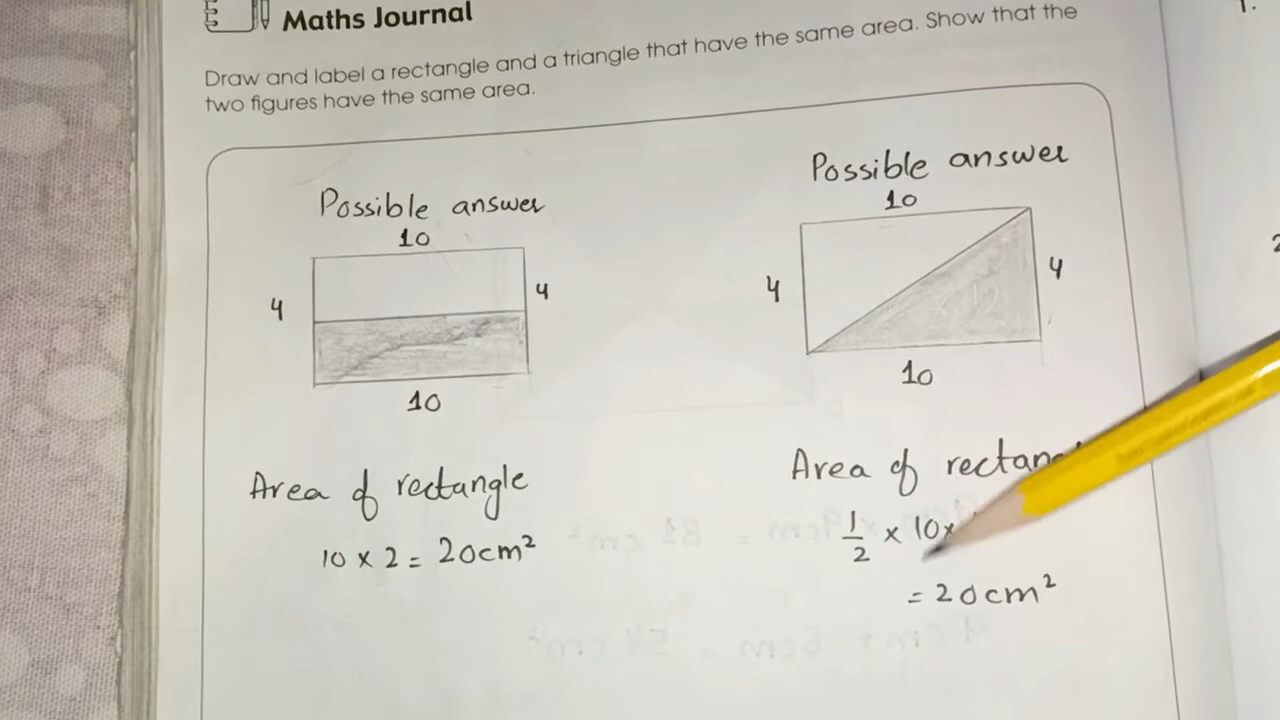 Maths Journal
Draw and label a rectangle and a triangle that have the same area. Show that the
two figures have the same area.
Possible answer
10
4
4
10
Area of rectangle
10 × 2 = 20cm²
Possible answer
10
4
4
10
Area of
1/2 × 10×
= 20cm²
1.